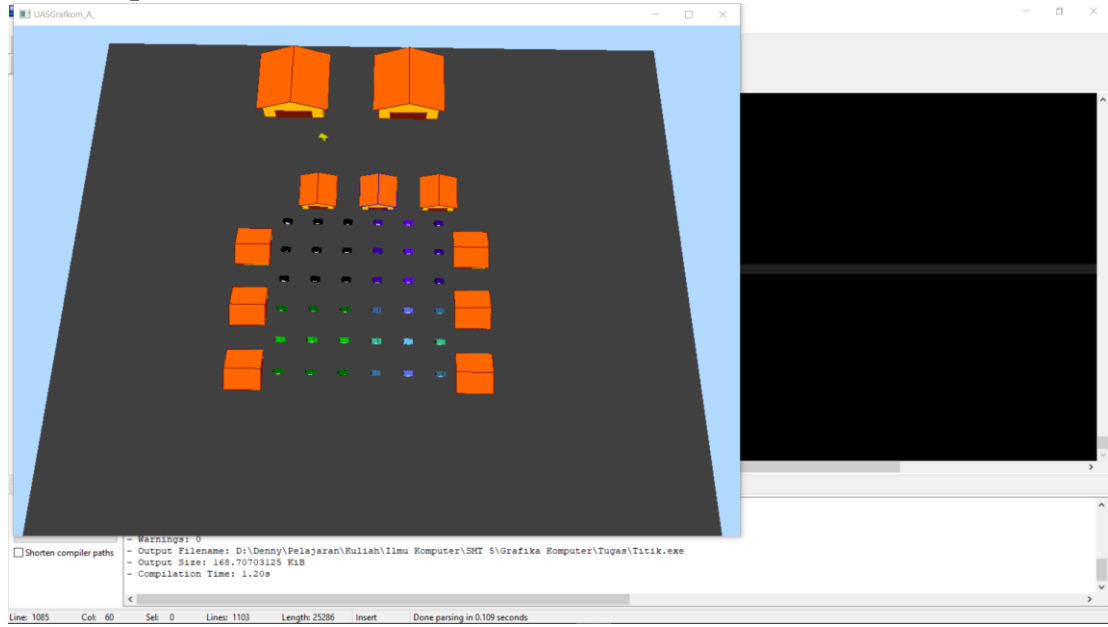 UASGrafkom_A_
- Warnings: 0
- Output Filename: D:\Denny\Pelajaran\Kuliah\Ilmu Komputer\SMT 5\Grafika Komputer\Tugas\Titik.exe
- Output Size: 168.70703125 KiB
- Compilation Time: 1.20s
Shorten compiler paths
Line: 1085 Col: 60 Sel: 0 Lines: 1103 Length: 25286 Insert Done parsing in 0.109 seconds